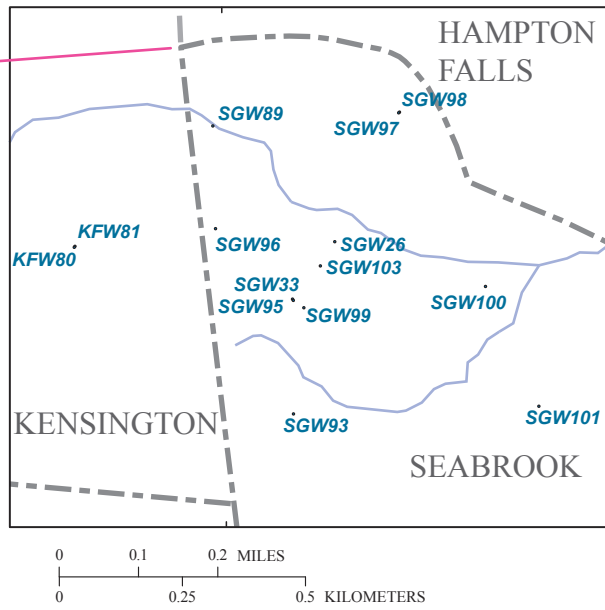 HAMPTON
FALLS
SGW98
SGW89
SGW97
KFW81
SGW96
SGW26
KFW80
SGW103
SGW33
SGW95
SGW100
SGW99
KENSINGTON
SGW93
SGW101
SEABROOK
0 0.1 0.2 MILES
0 0.25 0.5 KILOMETERS